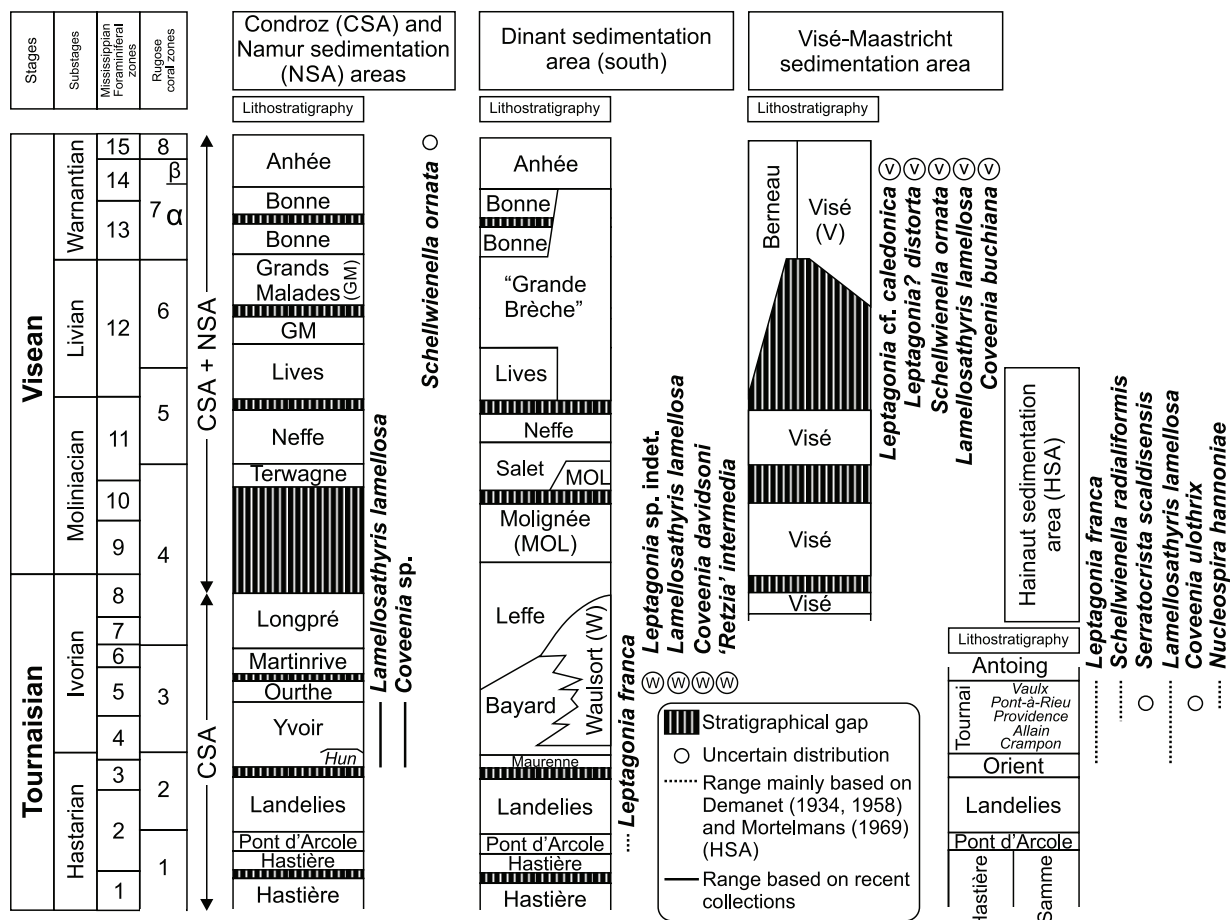 Stages
Substages
Mississippian
Foraminiferal
zones
Rugose
coral zones
Condroz (CSA) and
Namur sedimentation
(NSA) areas
Dinant sedimentation
area (south)
Visé-Maastricht
sedimentation area
Lithostratigraphy
Lithostratigraphy
Lithostratigraphy
Visean
Tournaisian
Warnantian
Livian
Moliniacian
Ivorian
Hastarian
15
14
13
12
11
10
9
8
7
6
5
4
3
2
1
8
β
7 α
6
5
4
3
2
1
CSA + NSA
CSA
Anhée
Bonne
Bonne
Grands
Malades (GM)
GM
Lives
Neffe
Terwagne
Longpré
Martinrive
Ourthe
Yvoir
Hun
Landelies
Pont d'Arcole
Hastière
Hastière
Schellwienella ornata
Lamellosathyris lamellosa
Coveenia sp.
Anhée
Bonne
Bonne
“Grande
Brèche”
Lives
Neffe
Salet
MOL
Molignée
(MOL)
Leffe
Bayard
Waulsort (W)
Maurenne
Landelies
Pont d'Arcole
Hastière
Hastière
Leptagonia franca
Leptagonia sp. indet.
Lamellosathyris lamellosa
Coveenia davidsoni
‘Retzia’ intermedia
W W W W
Berneau
Visé
(V)
Visé
Visé
Visé
V V V V V
Leptagonia cf. caledonica
Leptagonia? distorta
Schellwienella ornata
Lamellosathyris lamellosa
Coveenia buchiana
Stratigraphical gap
Uncertain distribution
Range mainly based on
Demanet (1934, 1958)
and Mortelmans (1969)
(HSA)
Range based on recent
collections
Hainaut sedimentation
area (HSA)
Lithostratigraphy
Antoing
Tournai
Vaulx
Pont-à-Rieu
Providence
Allain
Crampon
Orient
Landelies
Pont d'Arcole
Hastière
Samme
Leptagonia franca
Schellwienella radialiformis
Serratocrista scaldisensis
Lamellosathyris lamellosa
Coveenia ulothrix
Nucleospira hannoniae